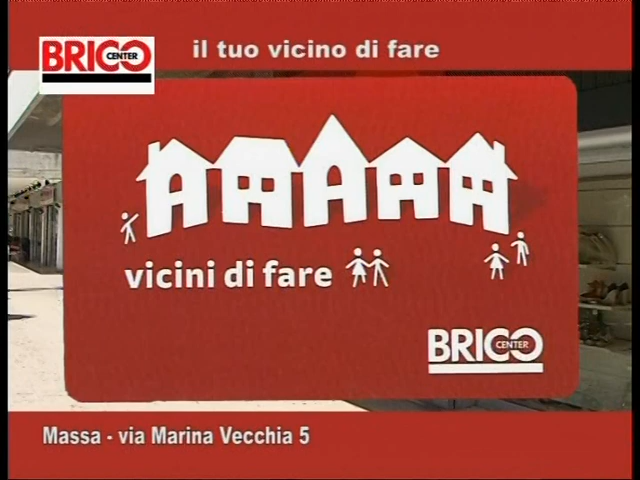 BRICO CENTER
il tuo vicino di fare
vicini di fare
BRICO CENTER
Massa - via Marina Vecchia 5